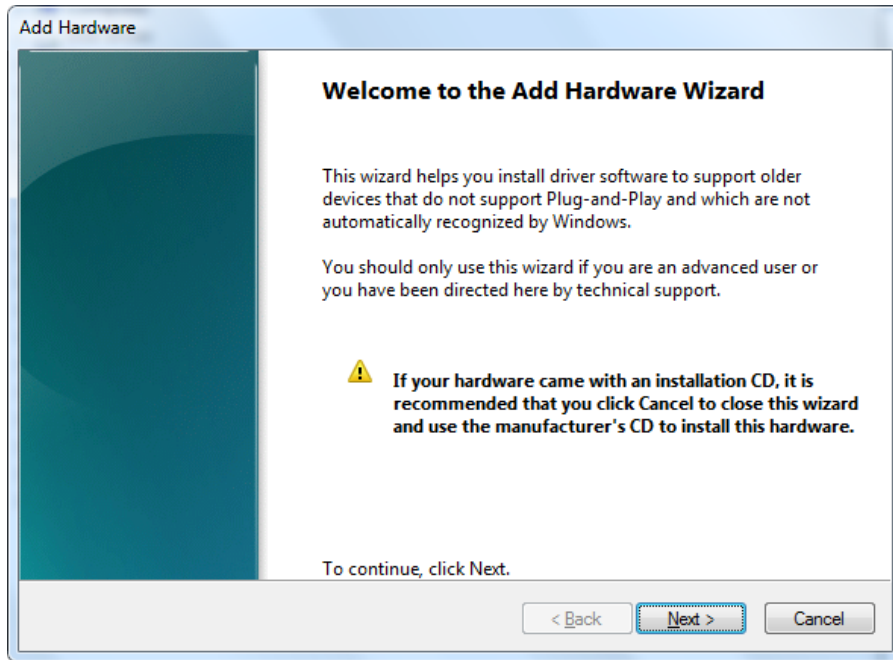 Add Hardware
Welcome to the Add Hardware Wizard
This wizard helps you install driver software to support older
devices that do not support Plug-and-Play and which are not
automatically recognized by Windows.
You should only use this wizard if you are an advanced user or
you have been directed here by technical support.
If your hardware came with an installation CD, it is
recommended that you click Cancel to close this wizard
and use the manufacturer's CD to install this hardware.
To continue, click Next.
< Back Next > Cancel